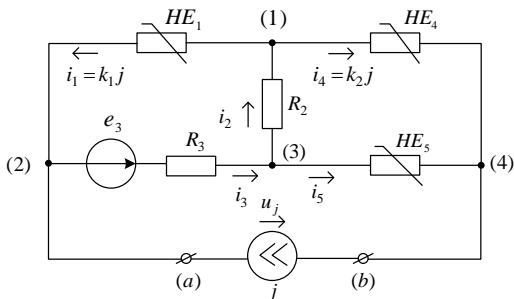 HE₁
(1)
HE₄
i₁ = k₁j
i₄ = k₂j
i₂
R₂
e₃
R₃
HE₅
(2)
(3)
(4)
i₃
i₅
uⱼ
(a)
(b)
j